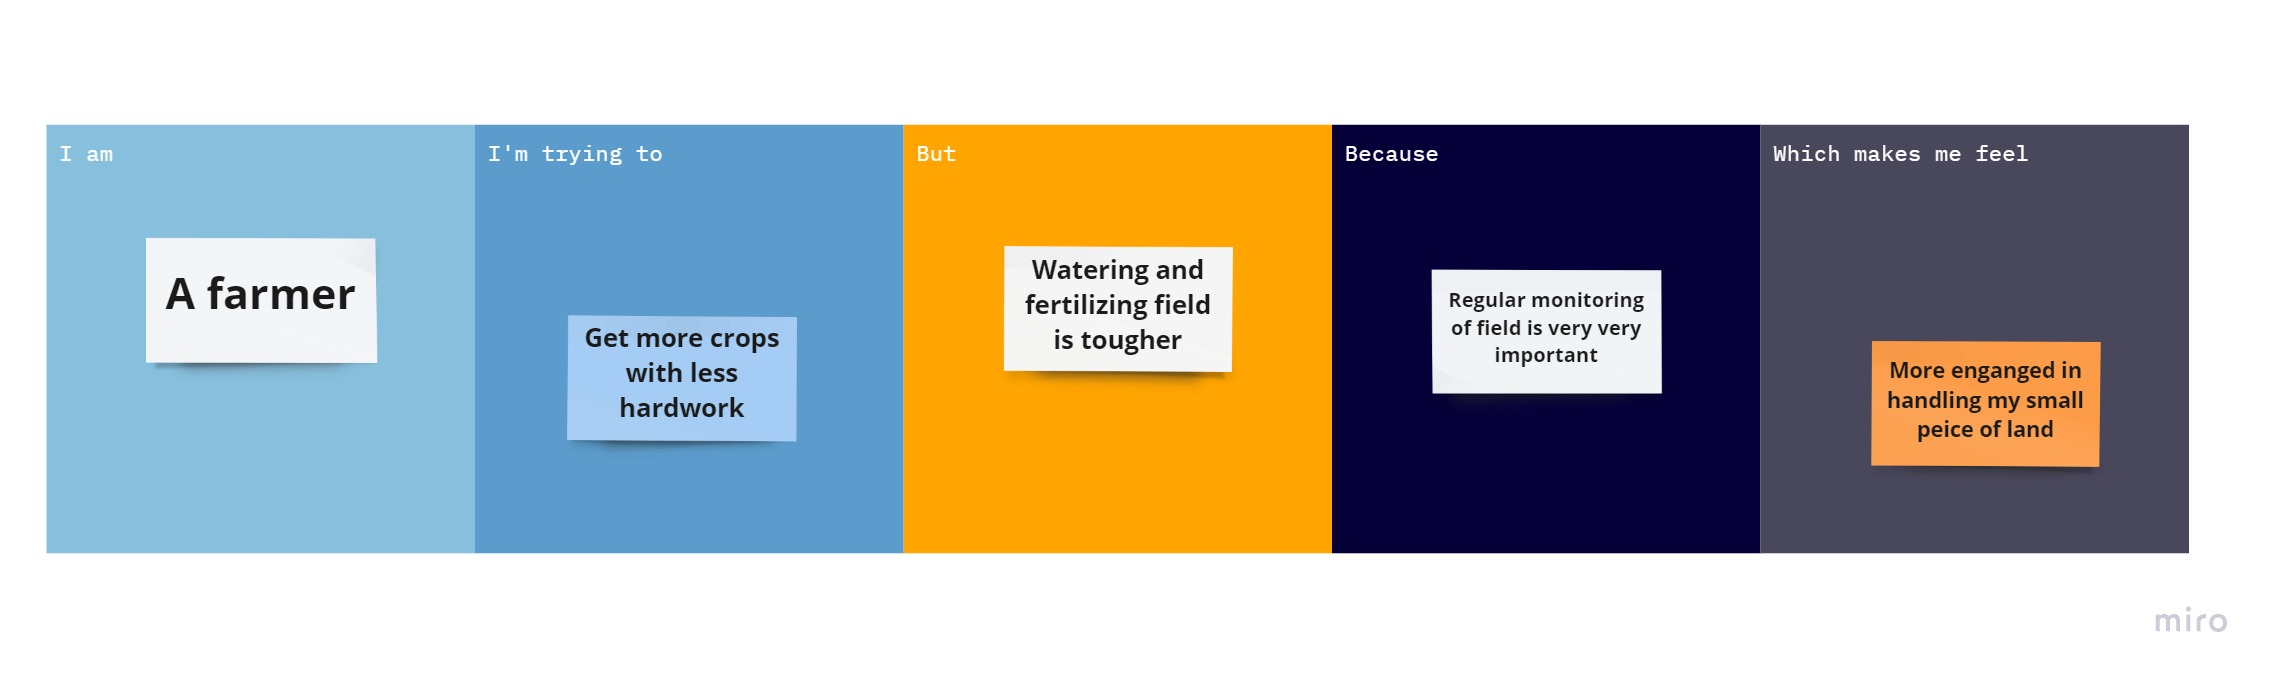 I am
A farmer
I'm trying to
Get more crops
with less
hardwork
But
Watering and
fertilizing field
is tougher
Because
Regular monitoring
of field is very very
important
Which makes me feel
More enganged in
handling my small
peice of land
miro